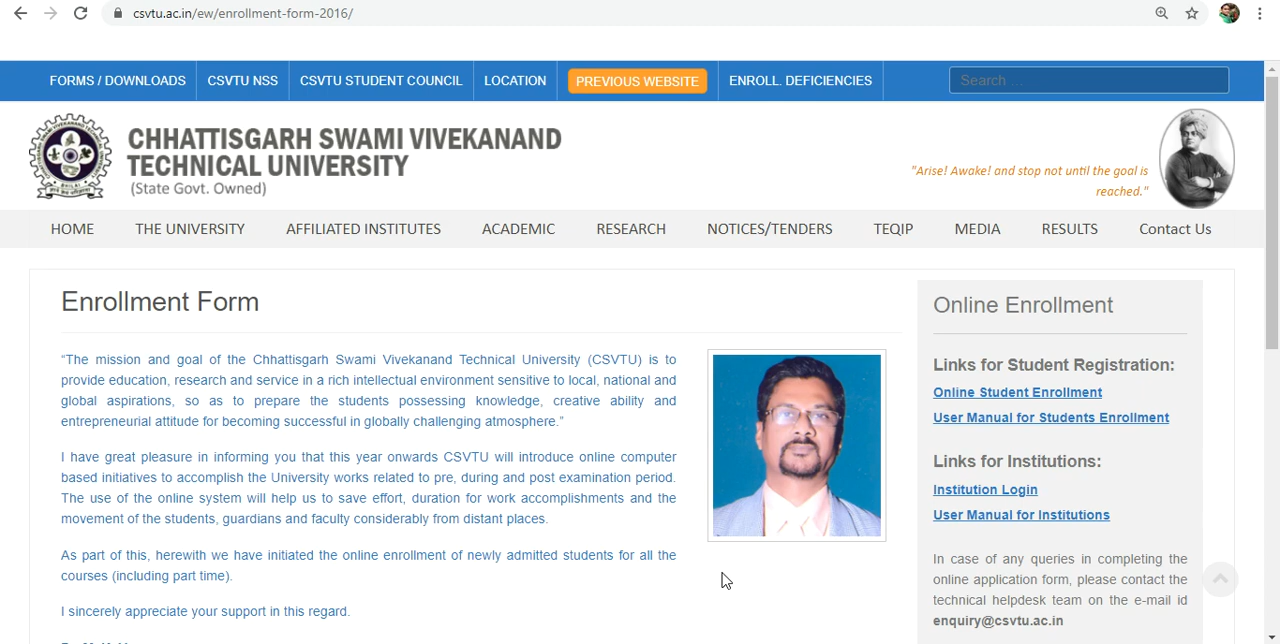 csvtu.ac.in/ew/enrollment-form-2016/
FORMS / DOWNLOADS CSVTU NSS CSVTU STUDENT COUNCIL LOCATION PREVIOUS WEBSITE ENROLL. DEFICIENCIES Search ...
CHHATTISGARH SWAMI VIVEKANAND
TECHNICAL UNIVERSITY
(State Govt. Owned)
"Arise! Awake! and stop not until the goal is
reached."
HOME THE UNIVERSITY AFFILIATED INSTITUTES ACADEMIC RESEARCH NOTICES/TENDERS TEQIP MEDIA RESULTS Contact Us
Enrollment Form
“The mission and goal of the Chhattisgarh Swami Vivekanand Technical University (CSVTU) is to
provide education, research and service in a rich intellectual environment sensitive to local, national and
global aspirations, so as to prepare the students possessing knowledge, creative ability and
entrepreneurial attitude for becoming successful in globally challenging atmosphere.”
I have great pleasure in informing you that this year onwards CSVTU will introduce online computer
based initiatives to accomplish the University works related to pre, during and post examination period.
The use of the online system will help us to save effort, duration for work accomplishments and the
movement of the students, guardians and faculty considerably from distant places.
As part of this, herewith we have initiated the online enrollment of newly admitted students for all the
courses (including part time).
I sincerely appreciate your support in this regard.
Online Enrollment
Links for Student Registration:
Online Student Enrollment
User Manual for Students Enrollment
Links for Institutions:
Institution Login
User Manual for Institutions
In case of any queries in completing the
online application form, please contact the
technical helpdesk team on the e-mail id
enquiry@csvtu.ac.in